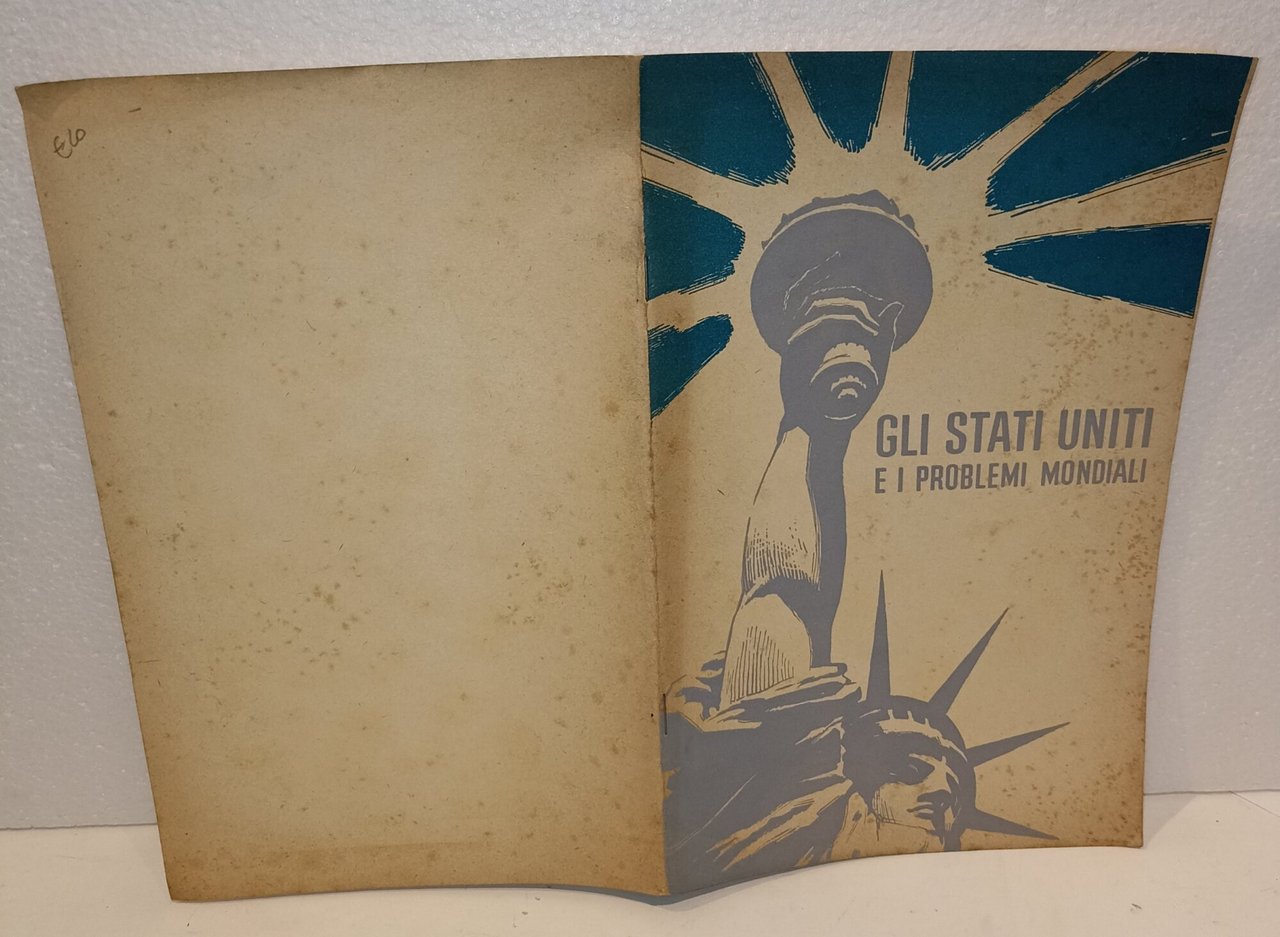 GLI STATI UNITI
E I PROBLEMI MONDIALI